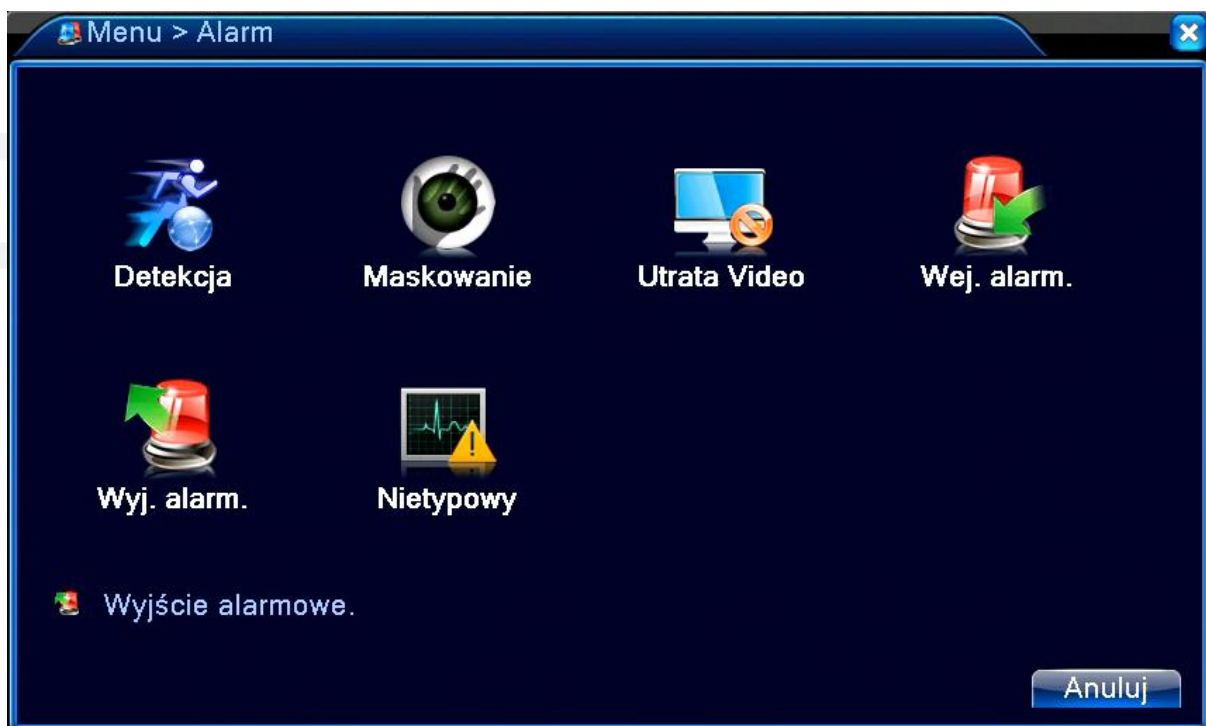 Menu > Alarm
Detekcja
Maskowanie
Utrata Video
Wej. alarm.
Wyj. alarm.
Nietypowy
Wyjście alarmowe.
Anuluj